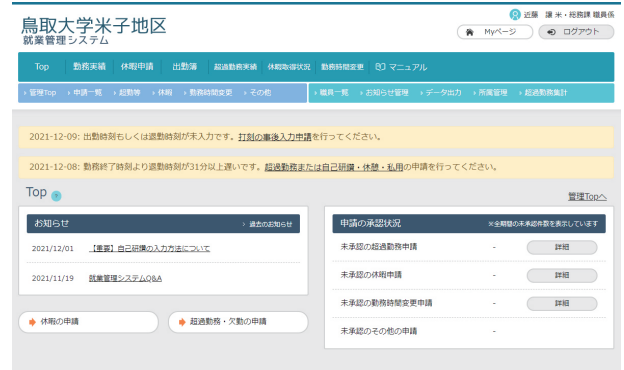 鳥取大学米子地区
就業管理システム
近藤 譲 米・総務課 職員係
Myページ
ログアウト
Top 勤務実績 休暇申請 出勤簿 超過勤務実績 休暇取得状況 勤務時間変更 マニュアル
› 管理Top › 申請一覧 › 超勤等 › 休暇 › 勤務時間変更 › その他 › 職員一覧 › お知らせ管理 › データ出力 › 所属管理 › 超過勤務集計
2021-12-09: 出勤時刻もしくは退勤時刻が未入力です。打刻の事後入力申請を行ってください。
2021-12-08: 勤務終了時刻より退勤時刻が31分以上遅いです。超過勤務または自己研鑽・休憩・私用の申請を行ってください。
Top
管理Topへ
お知らせ › 過去のお知らせ
2021/12/01 【重要】自己研鑽の入力方法について
2021/11/19 就業管理システムQ&A
休暇の申請
超過勤務・欠勤の申請
申請の承認状況 ※全期間の未承認件数を表示しています
未承認の超過勤務申請 - 詳細
未承認の休暇申請 - 詳細
未承認の勤務時間変更申請 - 詳細
未承認のその他の申請 -